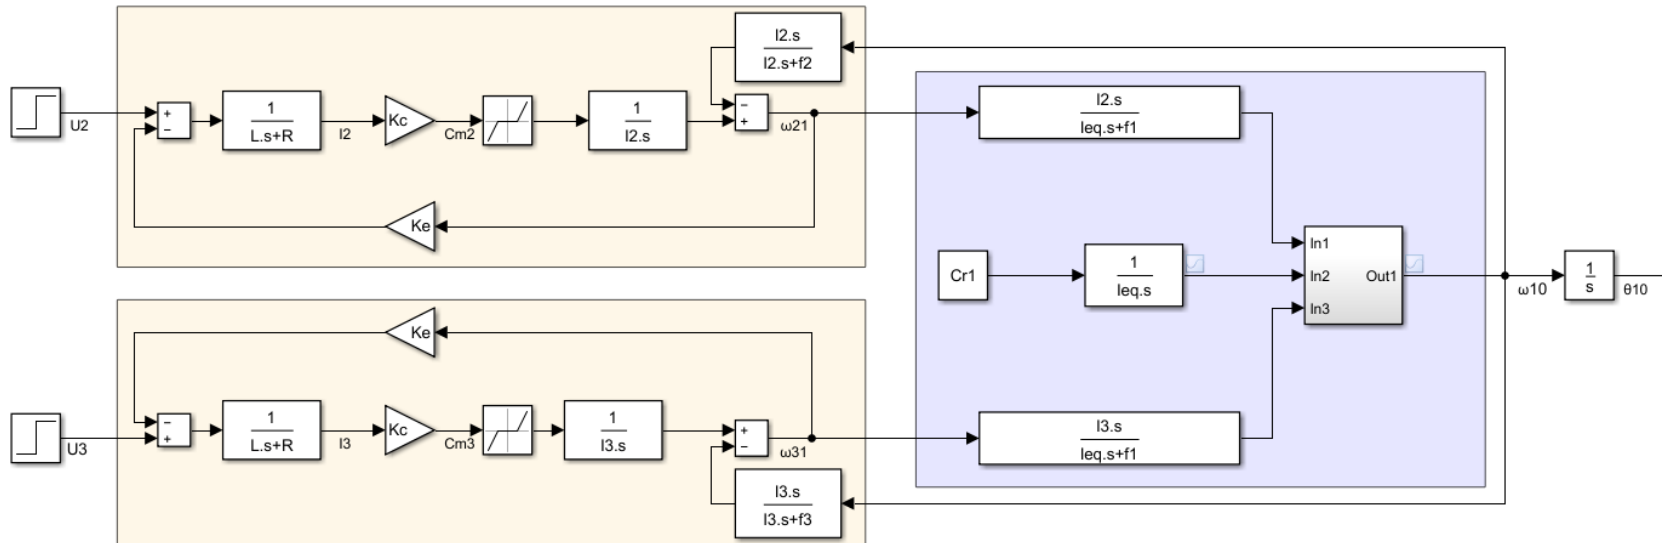 I2.s
I2.s+f2
U2
+
−
1
L.s+R
I2
Kc
Cm2
1
I2.s
−
+
ω21
I2.s
Ieq.s+f1
Ke
Cr1
1
Ieq.s
In1
In2
In3
Out1
ω10
1
s
θ10
Ke
U3
−
+
1
L.s+R
I3
Kc
Cm3
1
I3.s
+
−
ω31
I3.s
Ieq.s+f1
I3.s
I3.s+f3